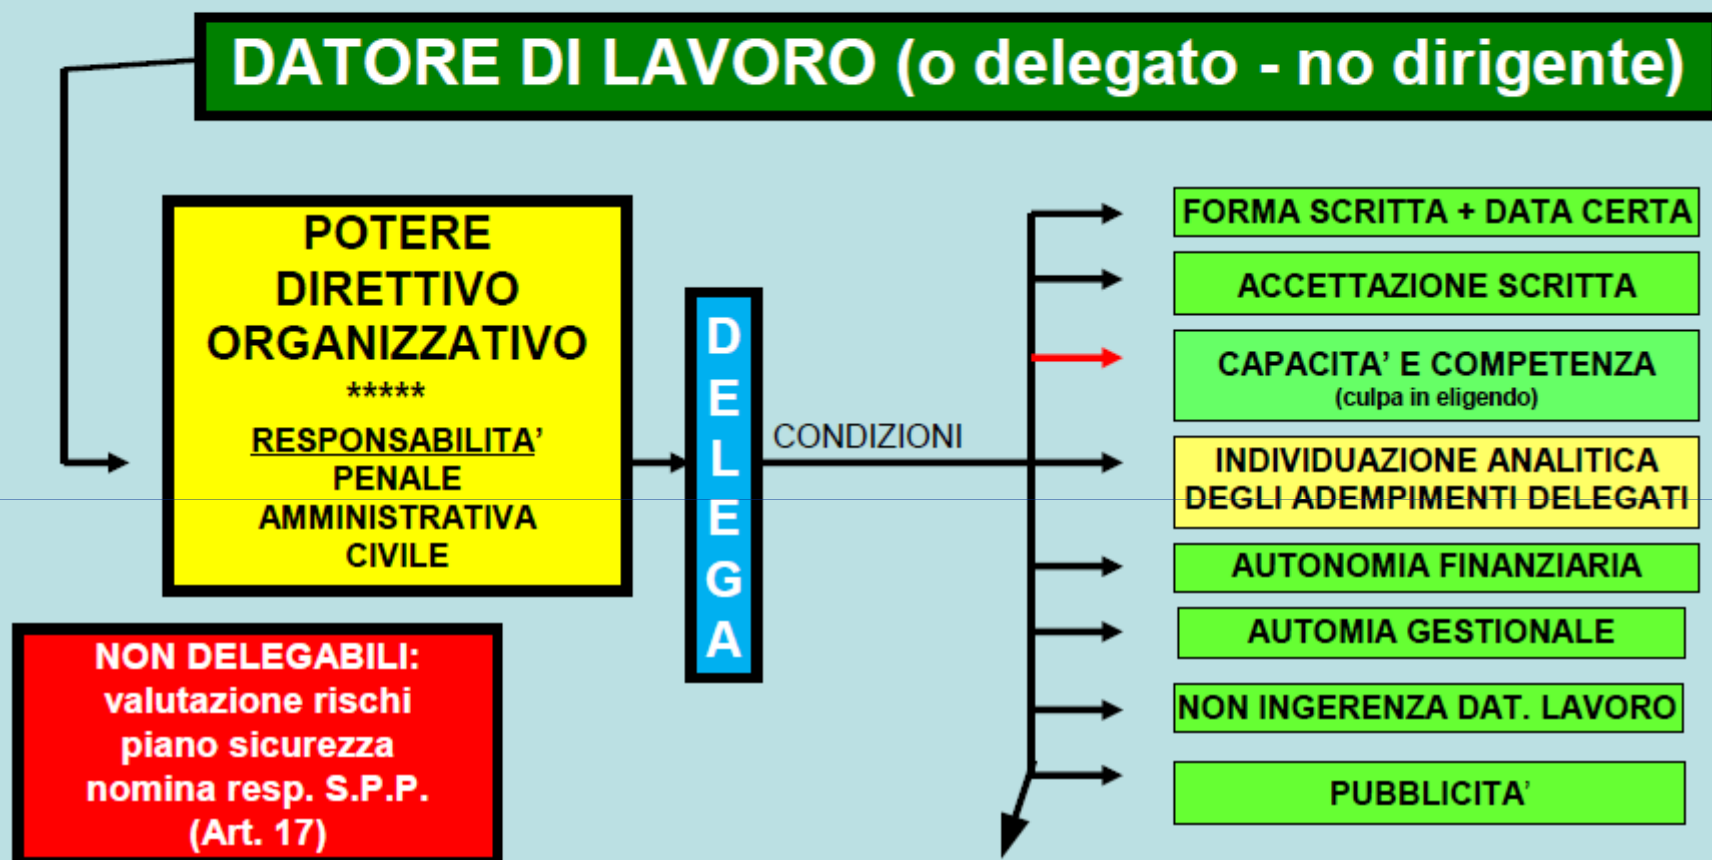 DATORE DI LAVORO (o delegato - no dirigente)
POTERE
DIRETTIVO
ORGANIZZATIVO
*****
RESPONSABILITA’
PENALE
AMMINISTRATIVA
CIVILE
NON DELEGABILI:
valutazione rischi
piano sicurezza
nomina resp. S.P.P.
(Art. 17)
D
E
L
E
G
A
CONDIZIONI
FORMA SCRITTA + DATA CERTA
ACCETTAZIONE SCRITTA
CAPACITA’ E COMPETENZA
(culpa in eligendo)
INDIVIDUAZIONE ANALITICA
DEGLI ADEMPIMENTI DELEGATI
AUTONOMIA FINANZIARIA
AUTOMIA GESTIONALE
NON INGERENZA DAT. LAVORO
PUBBLICITA’